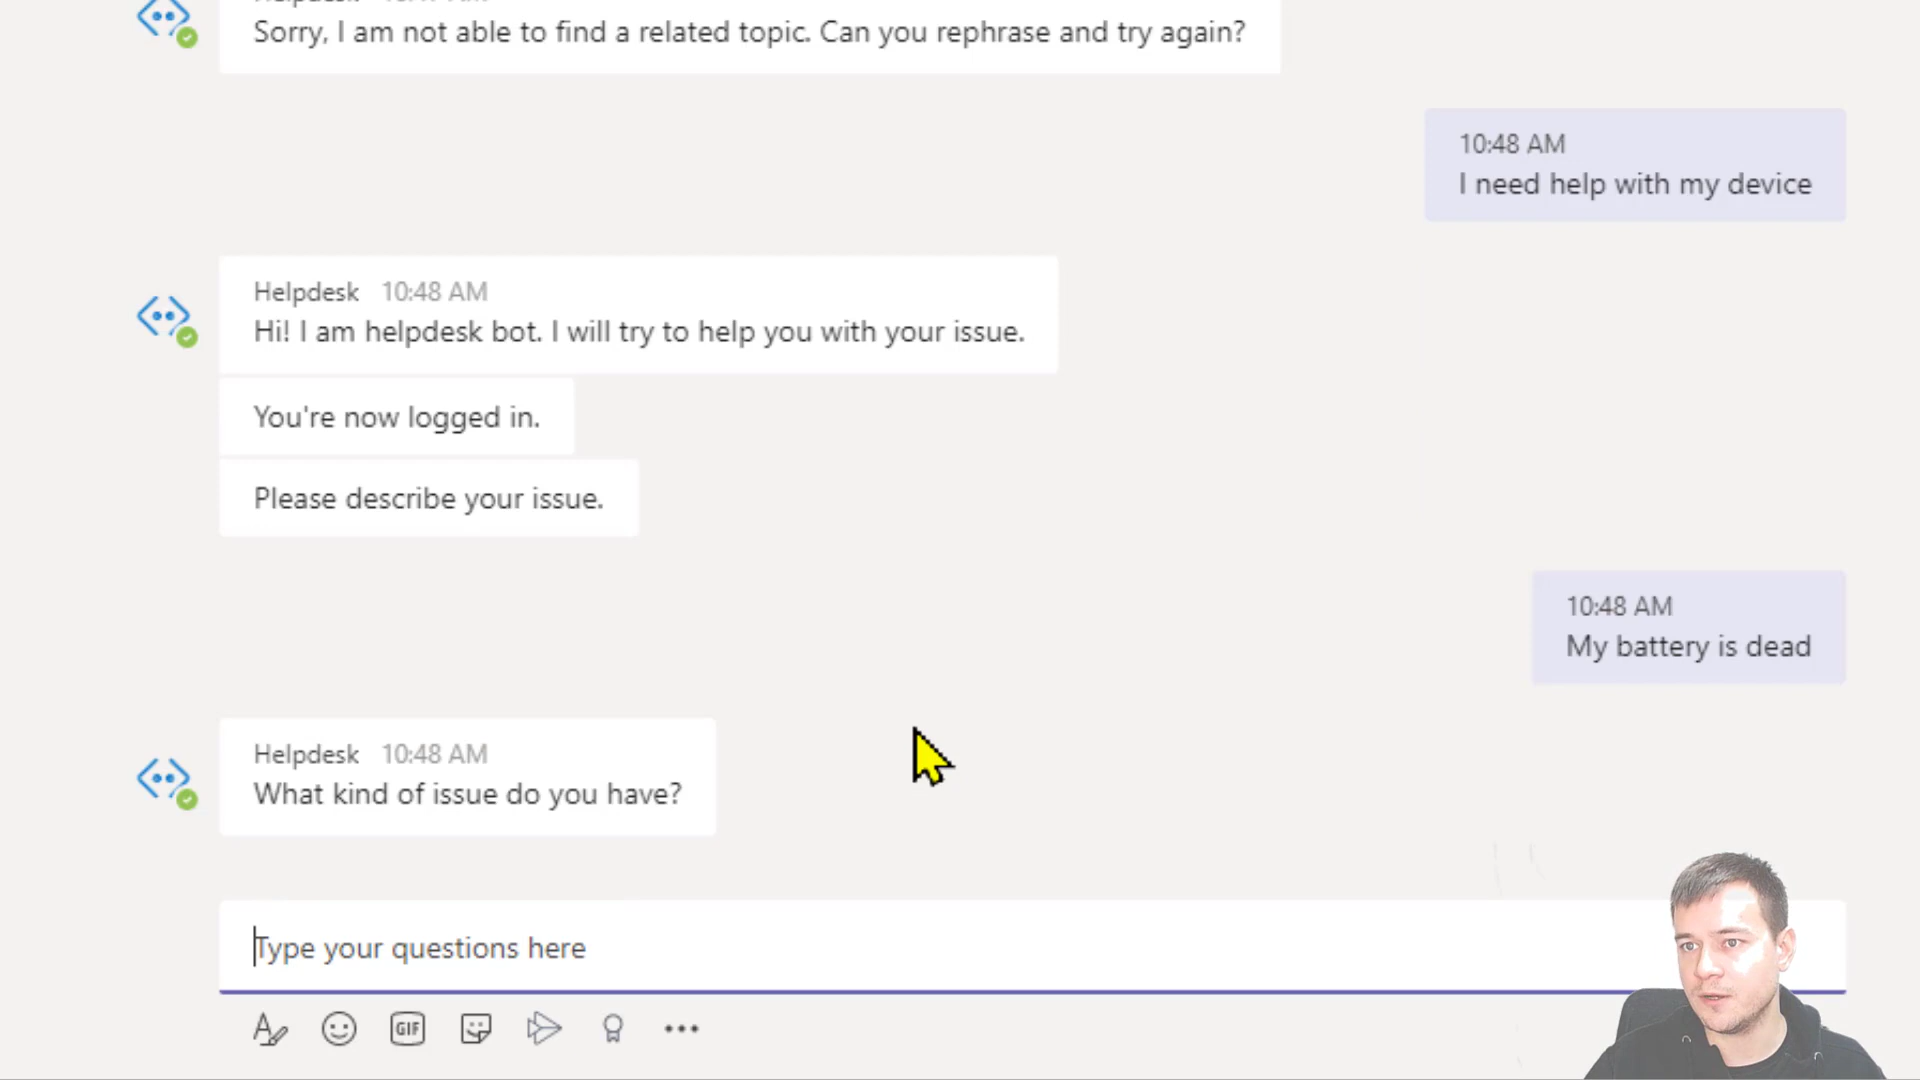 Sorry, I am not able to find a related topic. Can you rephrase and try again?
10:48 AM
I need help with my device
Helpdesk 10:48 AM
Hi! I am helpdesk bot. I will try to help you with your issue.
You're now logged in.
Please describe your issue.
10:48 AM
My battery is dead
Helpdesk 10:48 AM
What kind of issue do you have?
Type your questions here
GIF